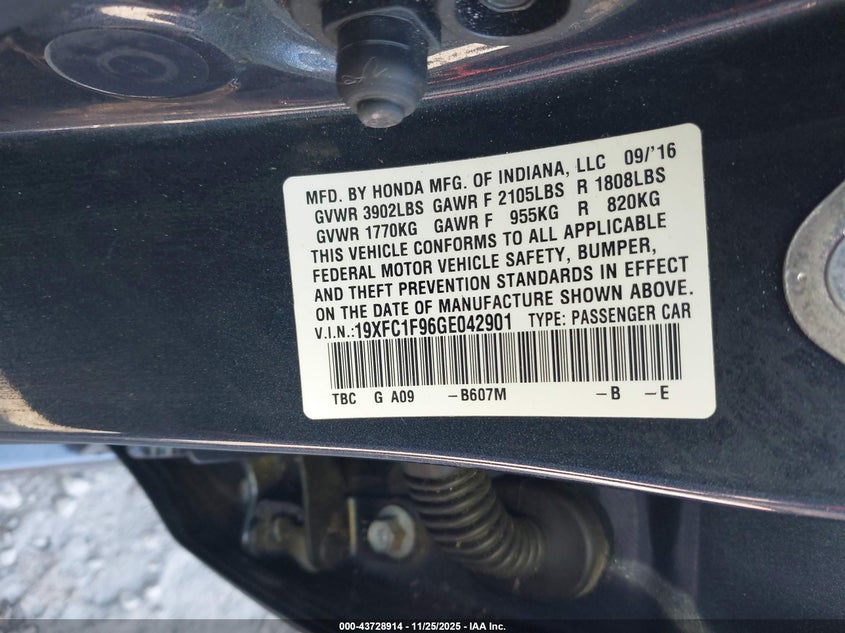 MFD. BY HONDA MFG. OF INDIANA, LLC 09/'16
GVWR 3902LBS GAWR F 2105LBS R 1808LBS
GVWR 1770KG GAWR F 955KG R 820KG
THIS VEHICLE CONFORMS TO ALL APPLICABLE
FEDERAL MOTOR VEHICLE SAFETY, BUMPER,
AND THEFT PREVENTION STANDARDS IN EFFECT
ON THE DATE OF MANUFACTURE SHOWN ABOVE.
V.I.N.:19XFC1F96GE042901 TYPE: PASSENGER CAR
TBC G A09 -B607M -B -E
000-43728914 - 11/25/2025 - IAA Inc.